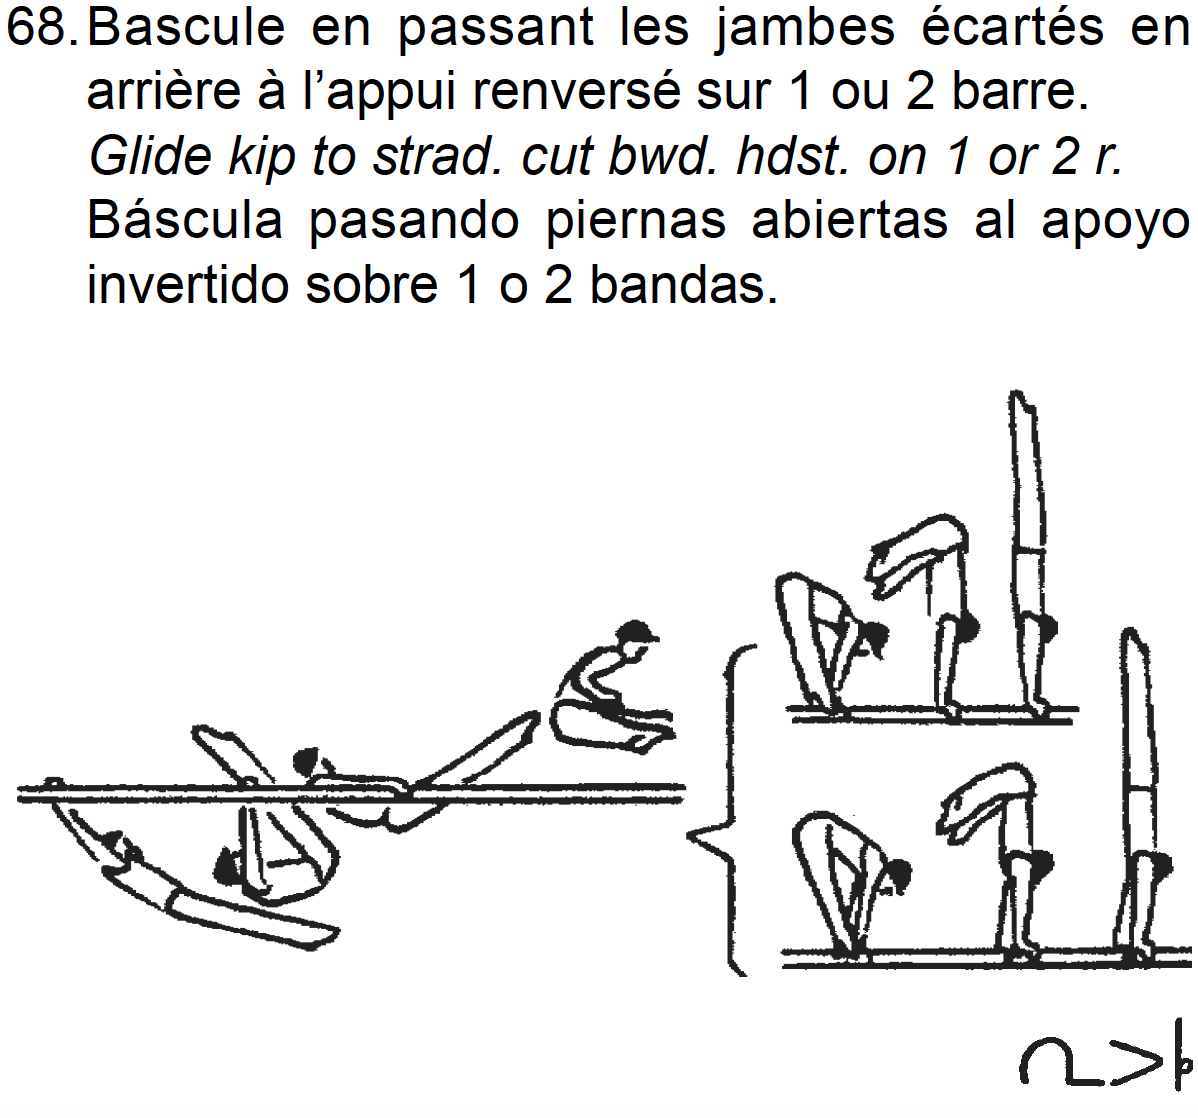 68. Bascule en passant les jambes écartés en
arrière à l’appui renversé sur 1 ou 2 barre.
Glide kip to strad. cut bwd. hdst. on 1 or 2 r.
Báscula pasando piernas abiertas al apoyo
invertido sobre 1 o 2 bandas.